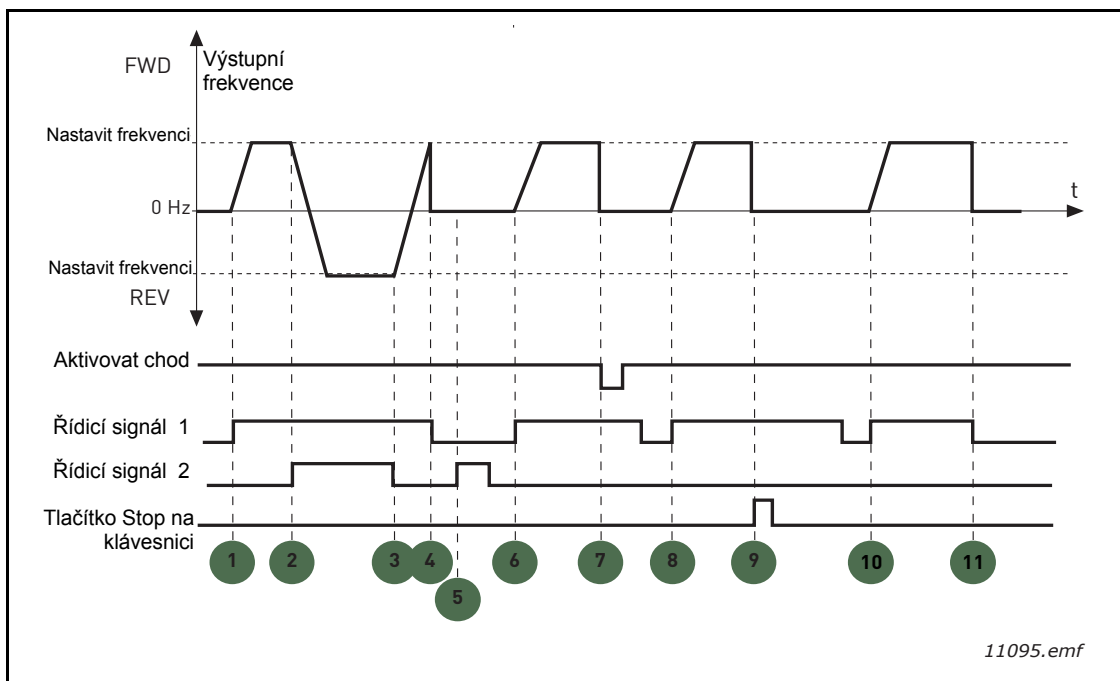 FWD
Výstupní
frekvence
Nastavit frekvenci
0 Hz
t
Nastavit frekvenci
REV
Aktivovat chod
Řídicí signál 1
Řídicí signál 2
Tlačítko Stop na
klávesnici
1 2 3 4 6 7 8 9 10 11
5
11095.emf